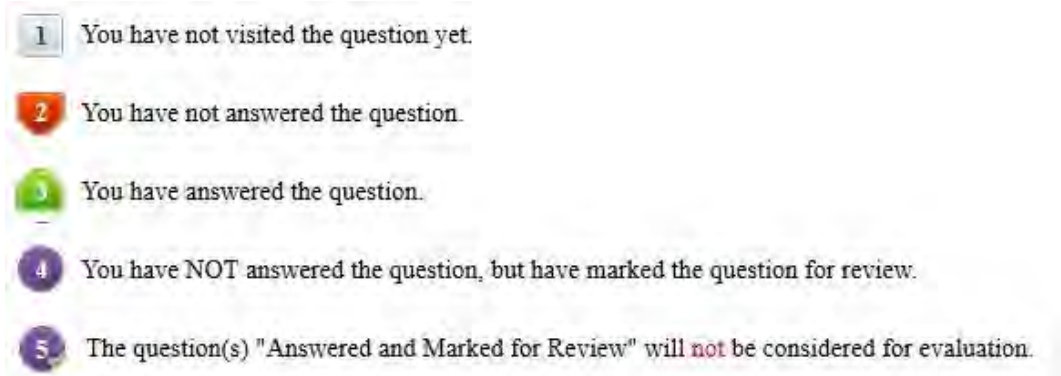 1 You have not visited the question yet.
2 You have not answered the question.
3 You have answered the question.
4 You have NOT answered the question, but have marked the question for review.
5 The question(s) "Answered and Marked for Review" will not be considered for evaluation.